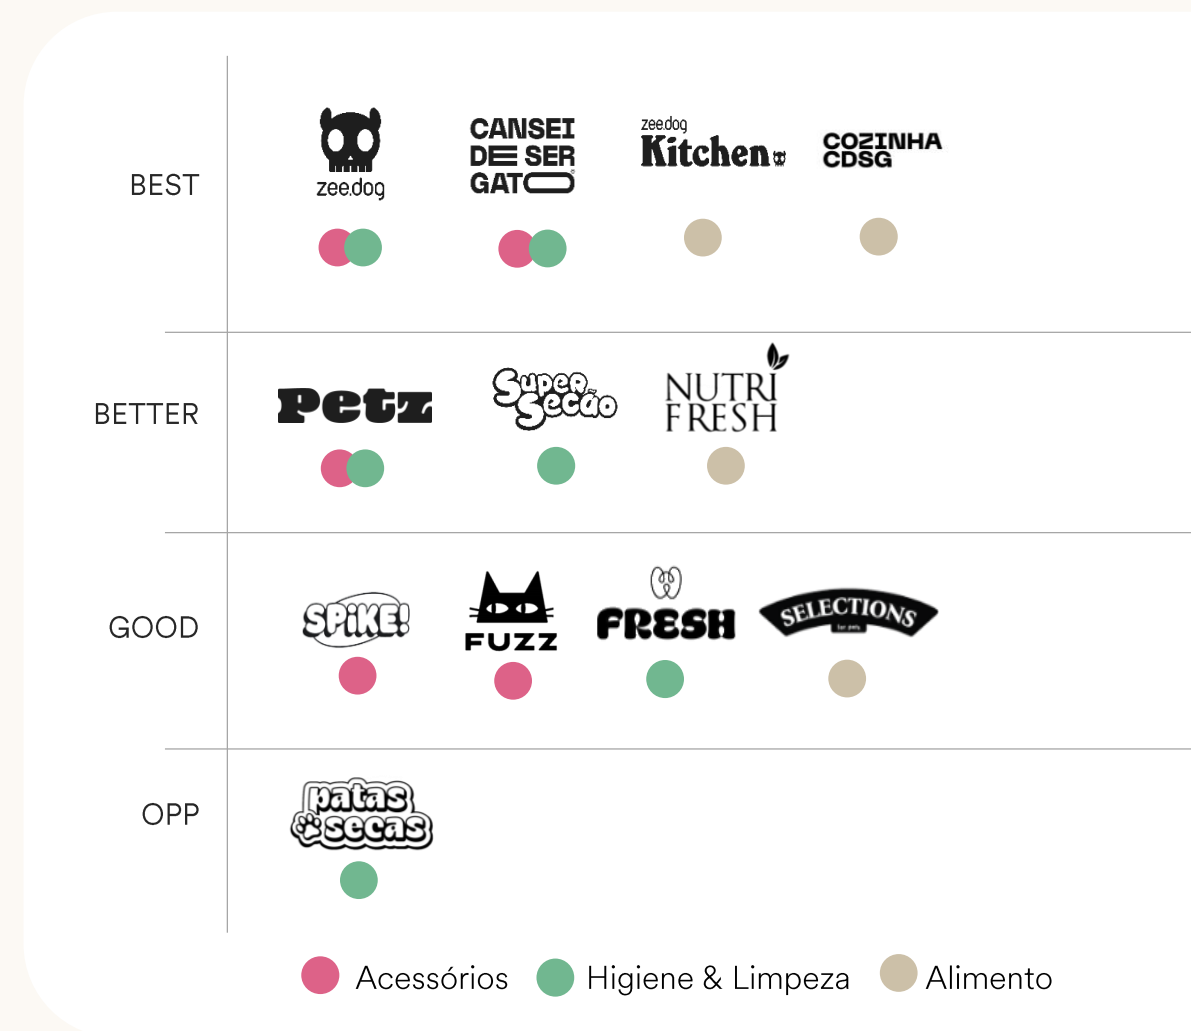 BEST
zee.dog
CANSEI
DE SER
GATO
zee.dog
Kitchen
COZINHA
CDSG
BETTER
Petz
Super
Secão
NUTRI
FRESH
GOOD
SPiKE!
FUZZ
FRESH
SELECTIONS
for pets
OPP
patas
secas
Acessórios
Higiene & Limpeza
Alimento